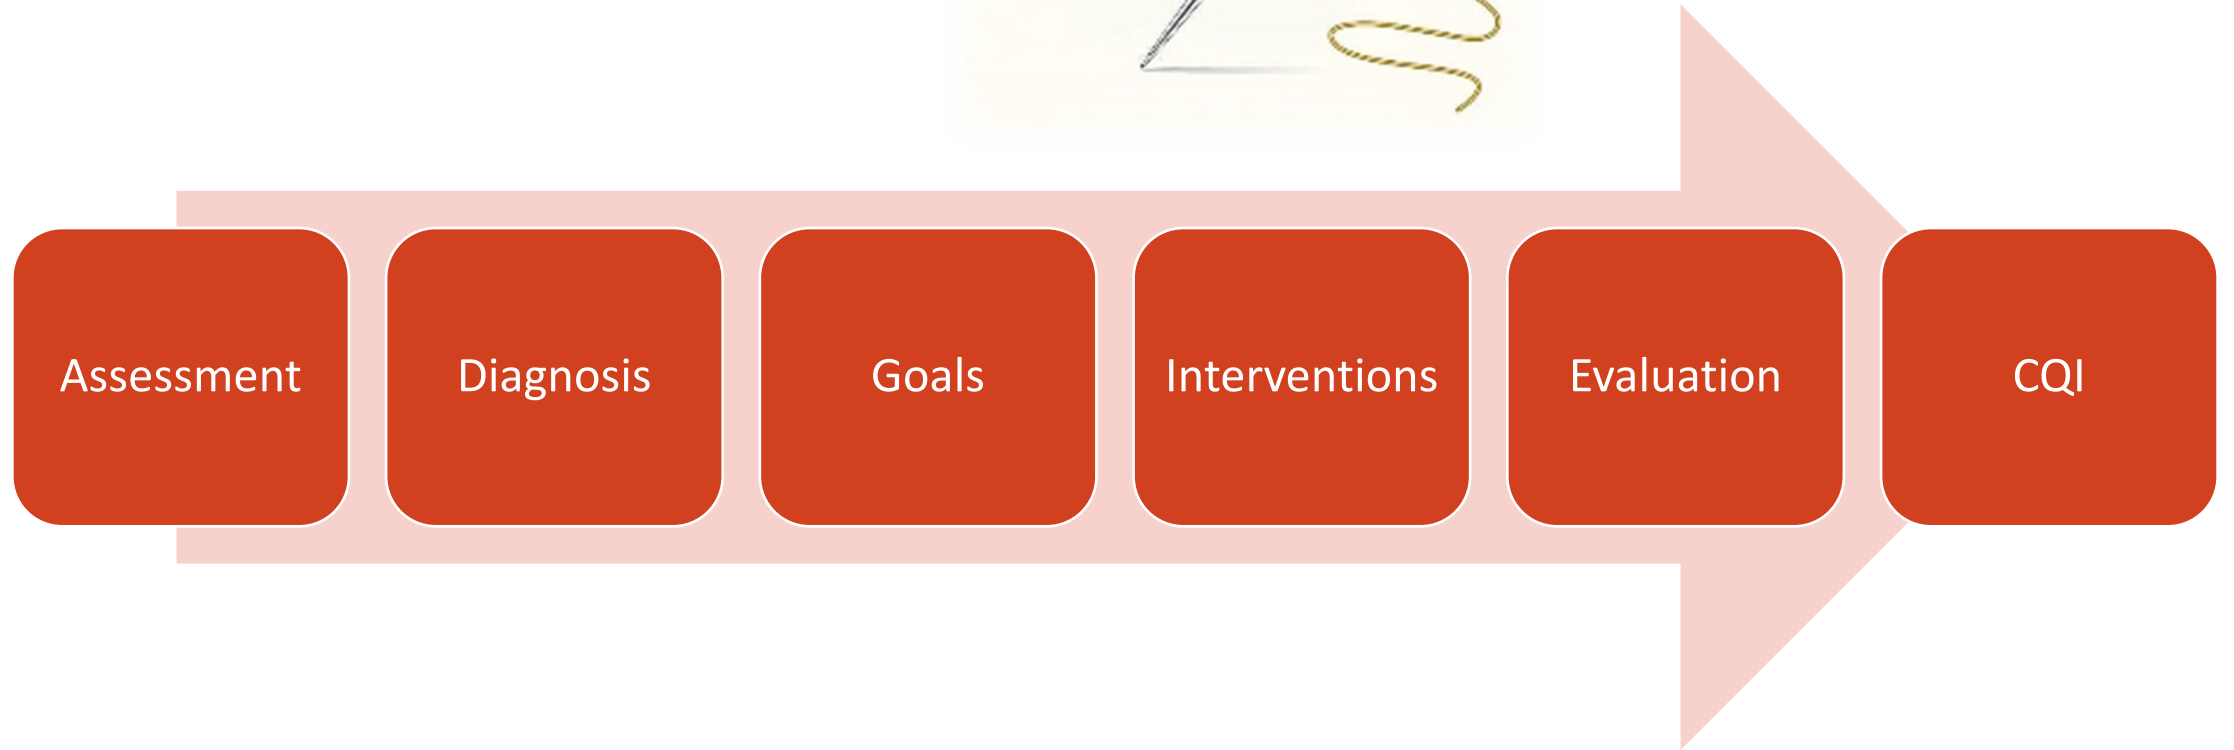 Assessment
Diagnosis
Goals
Interventions
Evaluation
CQI